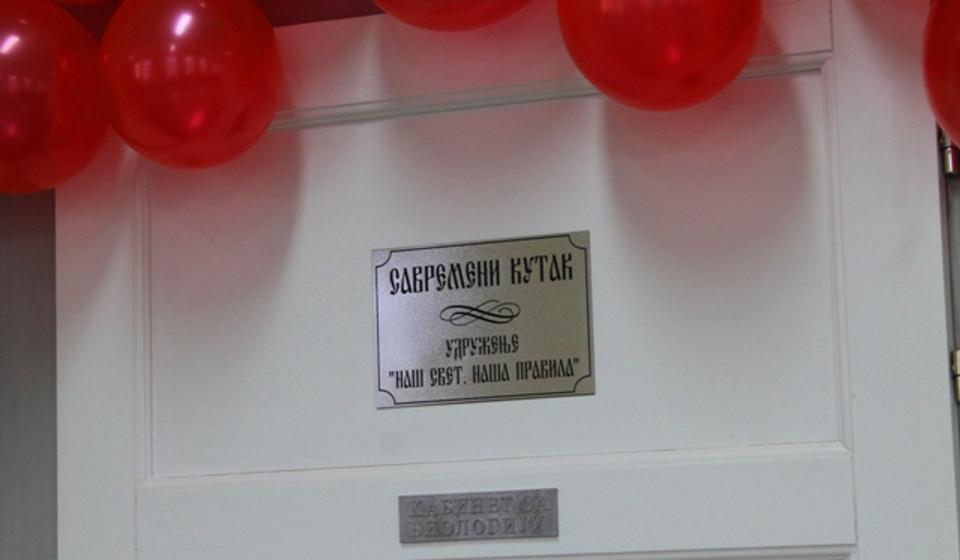 САВРЕМЕНИ КУТАК
УДРУЖЕЊЕ
"НАШ СВЕТ. НАША ПРАВИЛА"
КАБИНЕТ ЗА
БИОЛОГИЈУ